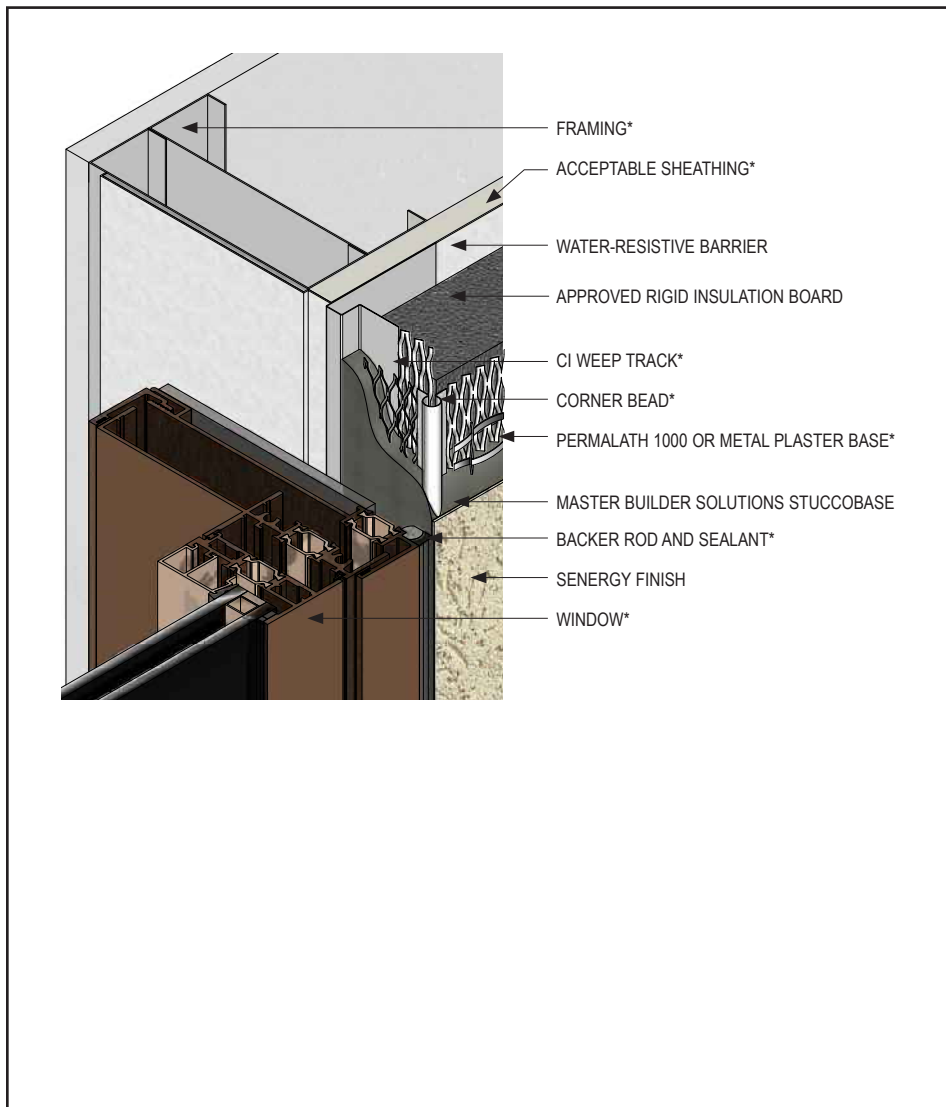 FRAMING*
ACCEPTABLE SHEATHING*
WATER-RESISTIVE BARRIER
APPROVED RIGID INSULATION BOARD
CI WEEP TRACK*
CORNER BEAD*
PERMALATH 1000 OR METAL PLASTER BASE*
MASTER BUILDER SOLUTIONS STUCCOBASE
BACKER ROD AND SEALANT*
SENERGY FINISH
WINDOW*